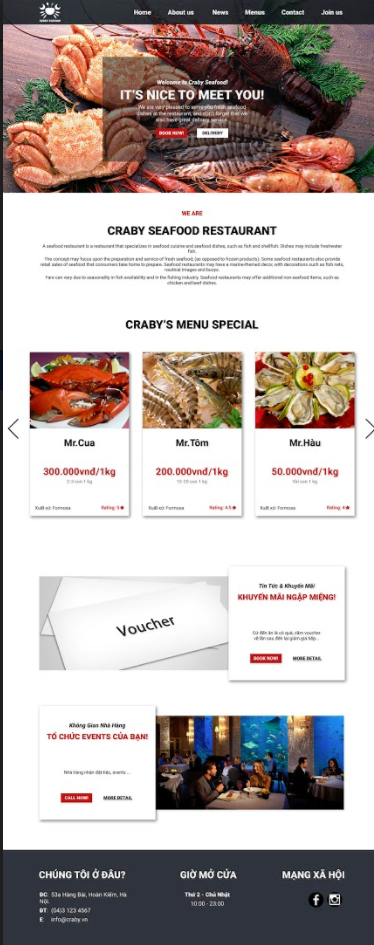 Home About us News Menus Contact Join us
Welcome to Craby Seafood!
IT'S NICE TO MEET YOU!
We are very pleased to serve you fresh seafood
dishes at the restaurant, and don't forget that we
also have great delivery service.
BOOK NOW! DELIVERY
WE ARE
CRABY SEAFOOD RESTAURANT
A seafood restaurant is a restaurant that specializes in seafood cuisine and seafood dishes, such as fish and shellfish. Dishes may include freshwater
fish.
The concept may focus upon the preparation and service of fresh seafood, (as opposed to frozen products). Some seafood restaurants also provide
retail sales of seafood that consumers take home to prepare. Seafood restaurants may have a marine-themed decor, with decorations such as fish nets,
nautical images and buoys.
Fare can vary due to seasonality in fish availability and in the fishing industry. Seafood restaurants may offer additional non-seafood items, such as
chicken and beef dishes.
CRABY'S MENU SPECIAL
Mr.Cua
300.000vnd/1kg
2-3 con 1 kg
Xuất xứ: Formosa Rating: 5
Mr.Tôm
200.000vnd/1kg
con 1 kg
Xuất xứ: Formosa Rating: 4.5
Mr.Hàu
50.000vnd/1kg
con 1 kg
Xuất xứ: Formosa Rating: 4
Voucher
Tin Tức & Khuyến Mãi
KHUYẾN MÃI NGẬP MIỆNG!
Cứ đến ăn là có quà, cầm voucher
về lần sau đến lại giảm giá tiếp...
BOOK NOW! MORE DETAIL
Không Gian Nhà Hàng
TỔ CHỨC EVENTS CỦA BẠN!
Nhà hàng nhận đặt tiệc, events ...
CALL NOW! MORE DETAIL
CHÚNG TÔI Ở ĐÂU?
ĐC: 53a Hàng Bài, Hoàn Kiếm, Hà
Nội.
ĐT: (04)3 123 4567
E: info@craby.vn
GIỜ MỞ CỬA
Thứ 2 - Chủ Nhật
10:00 - 23:00
MẠNG XÃ HỘI